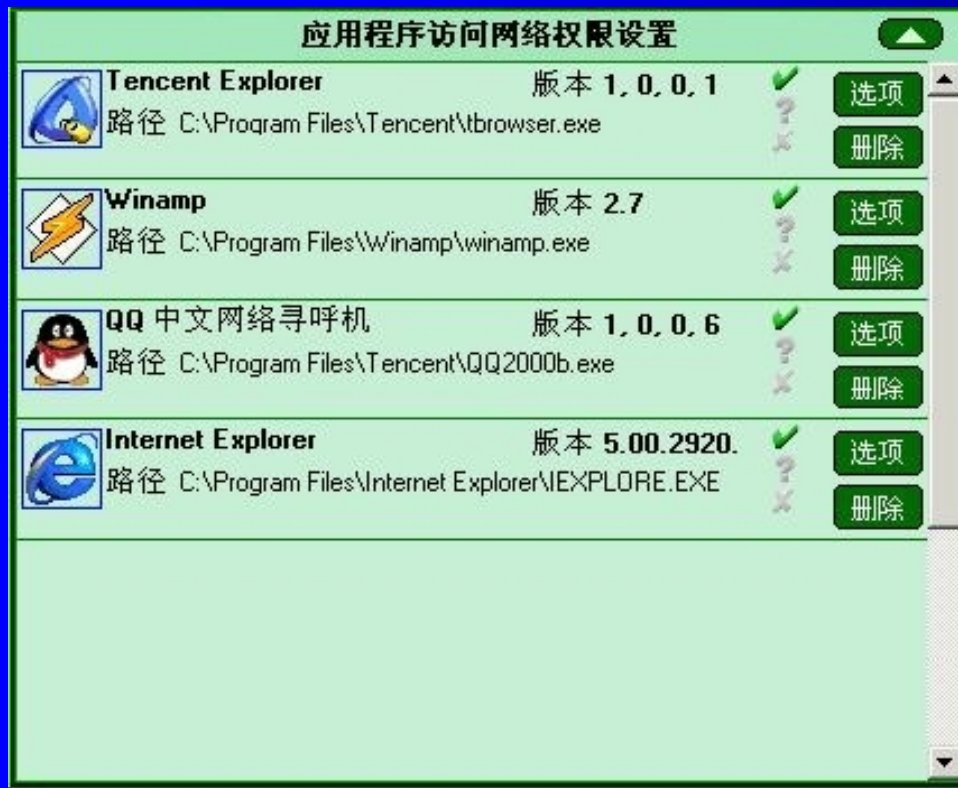 应用程序访问网络权限设置
Tencent Explorer 版本 1, 0, 0, 1 选项
路径 C:\Program Files\Tencent\tbrowser.exe 删除
Winamp 版本 2.7 选项
路径 C:\Program Files\Winamp\winamp.exe 删除
QQ 中文网络寻呼机 版本 1, 0, 0, 6 选项
路径 C:\Program Files\Tencent\QQ2000b.exe 删除
Internet Explorer 版本 5.00.2920. 选项
路径 C:\Program Files\Internet Explorer\IEXPLORE.EXE 删除